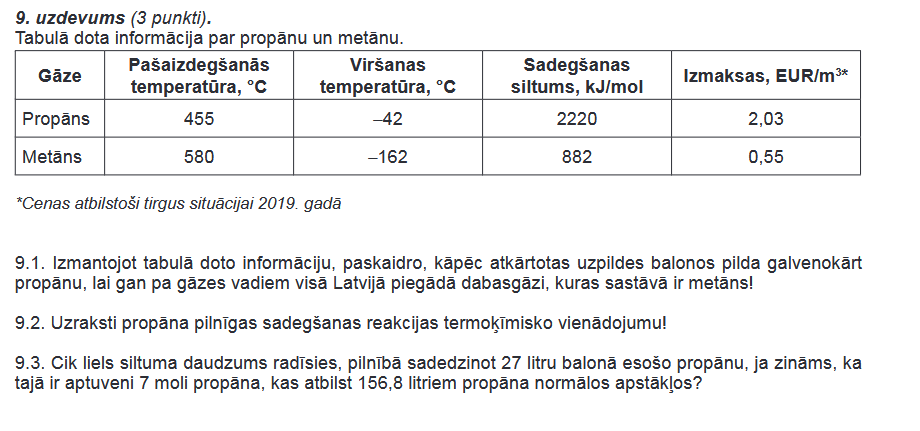 9. uzdevums (3 punkti).
Tabulā dota informācija par propānu un metānu.
Gāze Pašaizdegšanās temperatūra, °C Viršanas temperatūra, °C Sadegšanas siltums, kJ/mol Izmaksas, EUR/m³*
Propāns 455 –42 2220 2,03
Metāns 580 –162 882 0,55
*Cenas atbilstoši tirgus situācijai 2019. gadā
9.1. Izmantojot tabulā doto informāciju, paskaidro, kāpēc atkārtotas uzpildes balonos pilda galvenokārt
propānu, lai gan pa gāzes vadiem visā Latvijā piegādā dabasgāzi, kuras sastāvā ir metāns!
9.2. Uzraksti propāna pilnīgas sadegšanas reakcijas termoķīmisko vienādojumu!
9.3. Cik liels siltuma daudzums radīsies, pilnībā sadedzinot 27 litru balonā esošo propānu, ja zināms, ka
tajā ir aptuveni 7 moli propāna, kas atbilst 156,8 litriem propāna normālos apstākļos?